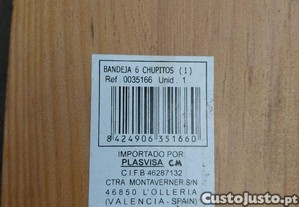 BANDEJA 6 CHUPITOS (1)
Ref. 0035166 Unid. 1
8 424906 351660
IMPORTADO POR:
PLASVISA CM
C.I.F.B 46287132
CTRA MONTAVERNER S/N
46850 L'OLLERIA
(VALENCIA - SPAIN)
CustoJusto.pt